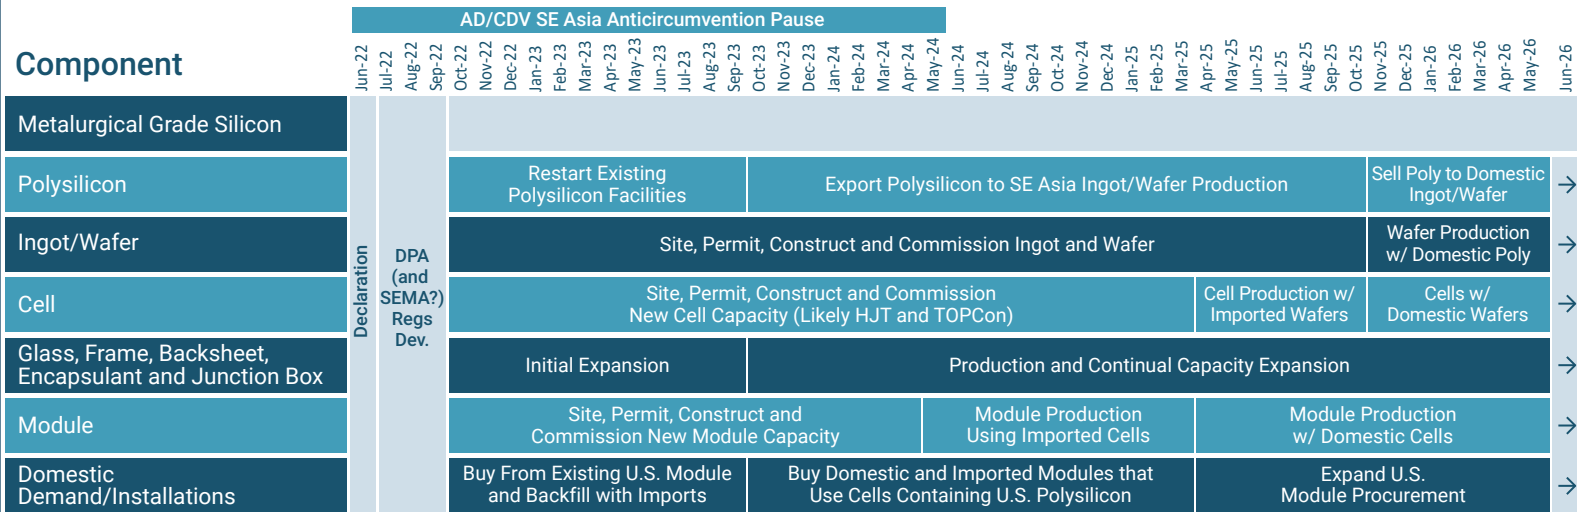 AD/CDV SE Asia Anticircumvention Pause
Component
Jun-22
Jul-22
Aug-22
Sep-22
Oct-22
Nov-22
Dec-22
Jan-23
Feb-23
Mar-23
Apr-23
May-23
Jun-23
Jul-23
Aug-23
Sep-23
Oct-23
Nov-23
Dec-23
Jan-24
Feb-24
Mar-24
Apr-24
May-24
Jun-24
Jul-24
Aug-24
Sep-24
Oct-24
Nov-24
Dec-24
Jan-25
Feb-25
Mar-25
Apr-25
May-25
Jun-25
Jul-25
Aug-25
Sep-25
Oct-25
Nov-25
Dec-25
Jan-26
Feb-26
Mar-26
Apr-26
May-26
Jun-26
Declaration
DPA
(and
SEMA?)
Regs
Dev.
Metalurgical Grade Silicon
Polysilicon
Restart Existing
Polysilicon Facilities
Export Polysilicon to SE Asia Ingot/Wafer Production
Sell Poly to Domestic
Ingot/Wafer
→
Ingot/Wafer
Site, Permit, Construct and Commission Ingot and Wafer
Wafer Production
w/ Domestic Poly
→
Cell
Site, Permit, Construct and Commission
New Cell Capacity (Likely HJT and TOPCon)
Cell Production w/
Imported Wafers
Cells w/
Domestic Wafers
→
Glass, Frame, Backsheet,
Encapsulant and Junction Box
Initial Expansion
Production and Continual Capacity Expansion
→
Module
Site, Permit, Construct and
Commission New Module Capacity
Module Production
Using Imported Cells
Module Production
w/ Domestic Cells
→
Domestic
Demand/Installations
Buy From Existing U.S. Module
and Backfill with Imports
Buy Domestic and Imported Modules that
Use Cells Containing U.S. Polysilicon
Expand U.S.
Module Procurement
→